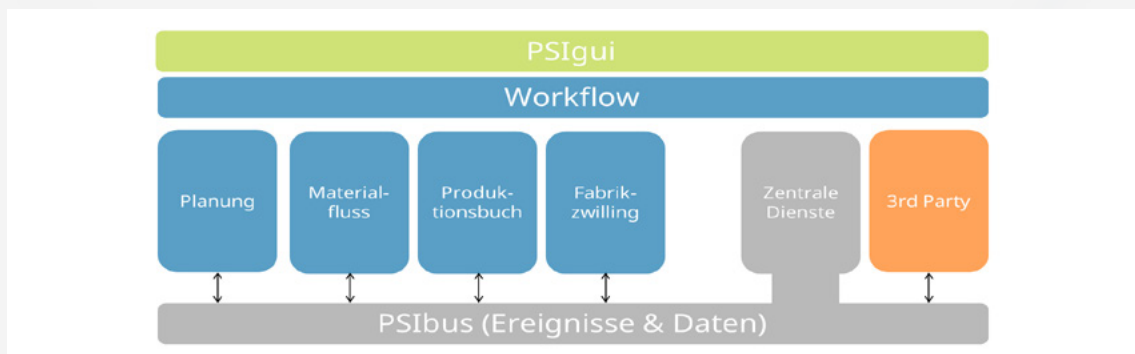 PSIgui
Workflow
Planung
Material-
fluss
Produk-
tionsbuch
Fabrik-
zwilling
Zentrale
Dienste
3rd Party
PSIbus (Ereignisse & Daten)